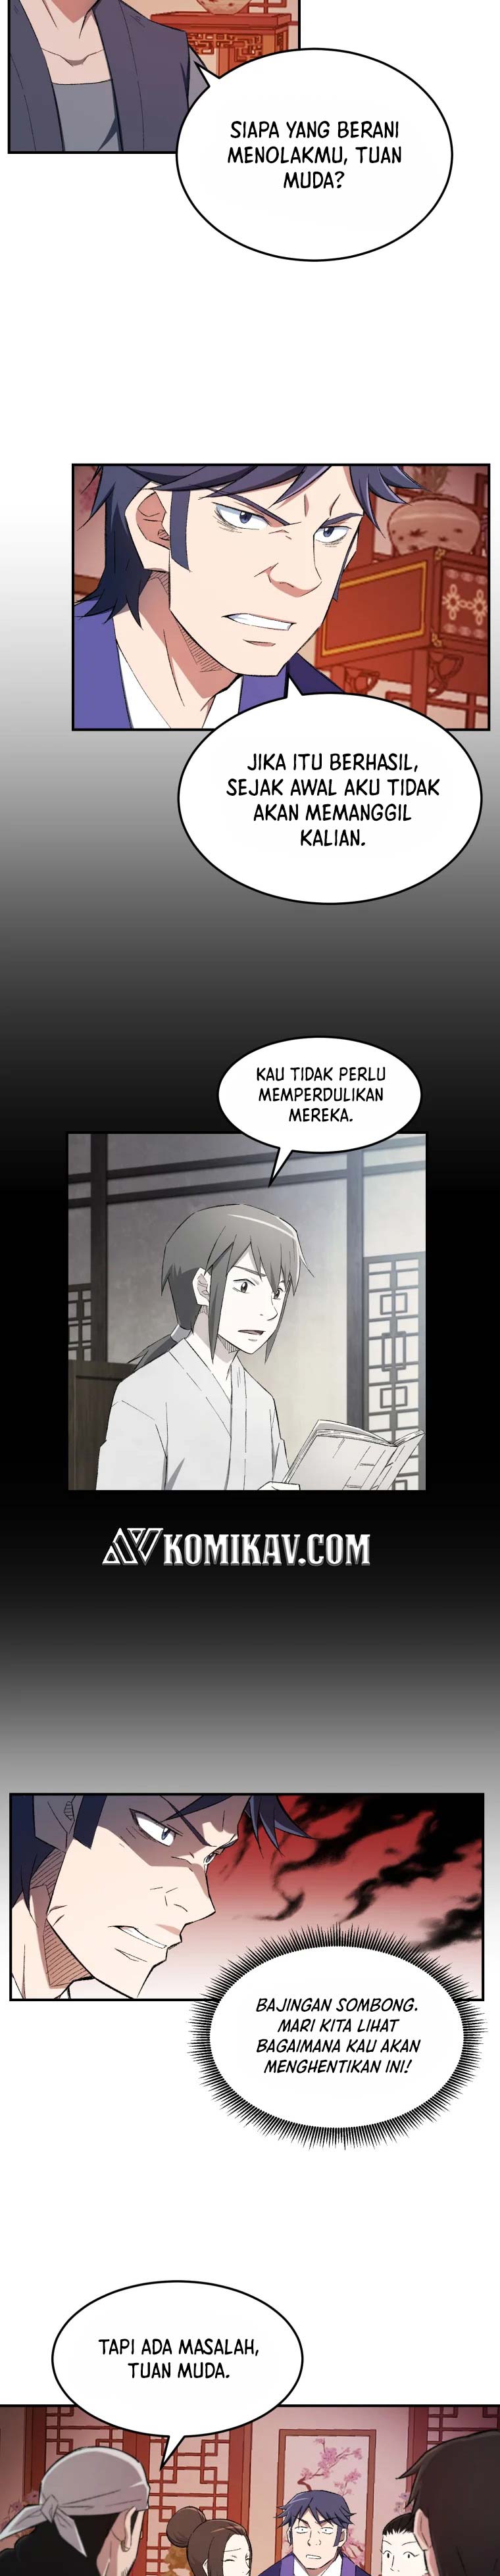 SIAPA YANG BERANI
MENOLAKMU, TUAN
MUDA?
JIKA ITU BERHASIL,
SEJAK AWAL AKU TIDAK
AKAN MEMANGGIL
KALIAN.
KAU TIDAK PERLU
MEMPERDULIKAN
MEREKA.
KOMIKAV.COM
BAJINGAN SOMBONG.
MARI KITA LIHAT
BAGAIMANA KAU AKAN
MENGHENTIKAN INI!
TAPI ADA MASALAH,
TUAN MUDA.